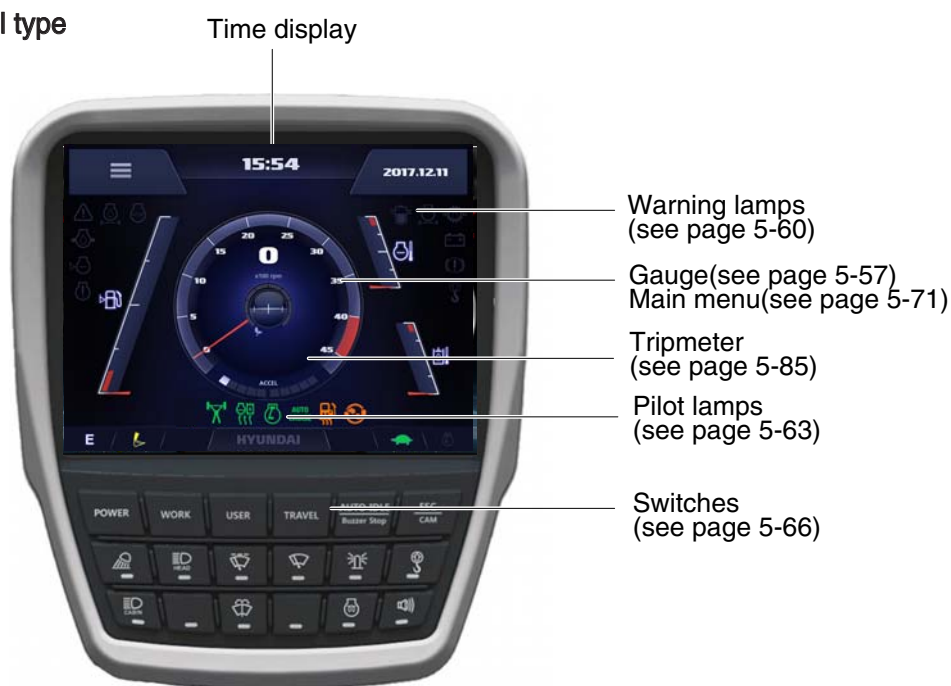 l type
Time display
15:54
2017.12.11
Warning lamps
(see page 5-60)
Gauge(see page 5-57)
Main menu(see page 5-71)
Tripmeter
(see page 5-85)
Pilot lamps
(see page 5-63)
Switches
(see page 5-66)
20 25
15 0 30
x100 rpm
10 35
5 40
0 45
ACCEL
AUTO
E HYUNDAI
POWER WORK USER TRAVEL AUTO IDLE ESC
Buzzer Stop CAM
HEAD
CABIN